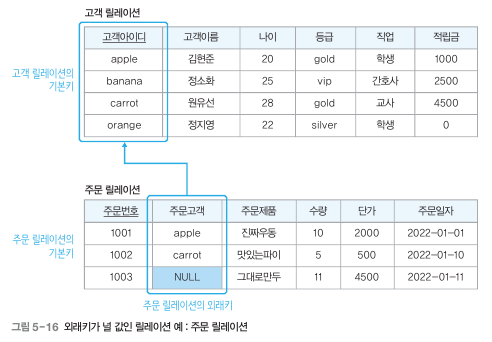 고객 릴레이션
고객아이디 고객이름 나이 등급 직업 적립금
apple 김현준 20 gold 학생 1000
고객 릴레이션의
기본키
banana 정소화 25 vip 간호사 2500
carrot 원유선 28 gold 교사 4500
orange 정지영 22 silver 학생 0
주문 릴레이션
주문번호 주문고객 주문제품 수량 단가 주문일자
주문 릴레이션의
기본키
1001 apple 진짜우동 10 2000 2022-01-01
1002 carrot 맛있는파이 5 500 2022-01-10
1003 NULL 그대로만두 11 4500 2022-01-11
주문 릴레이션의 외래키
그림 5-16 외래키가 널 값인 릴레이션 예 : 주문 릴레이션